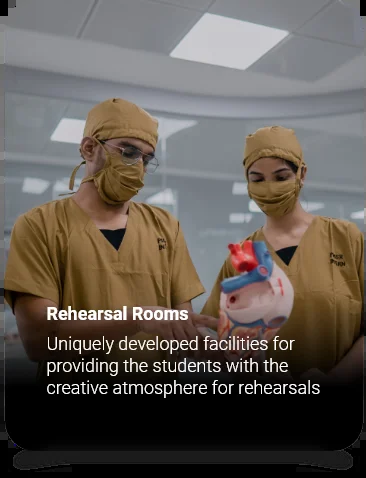 Rehearsal Rooms
Uniquely developed facilities for
providing the students with the
creative atmosphere for rehearsals